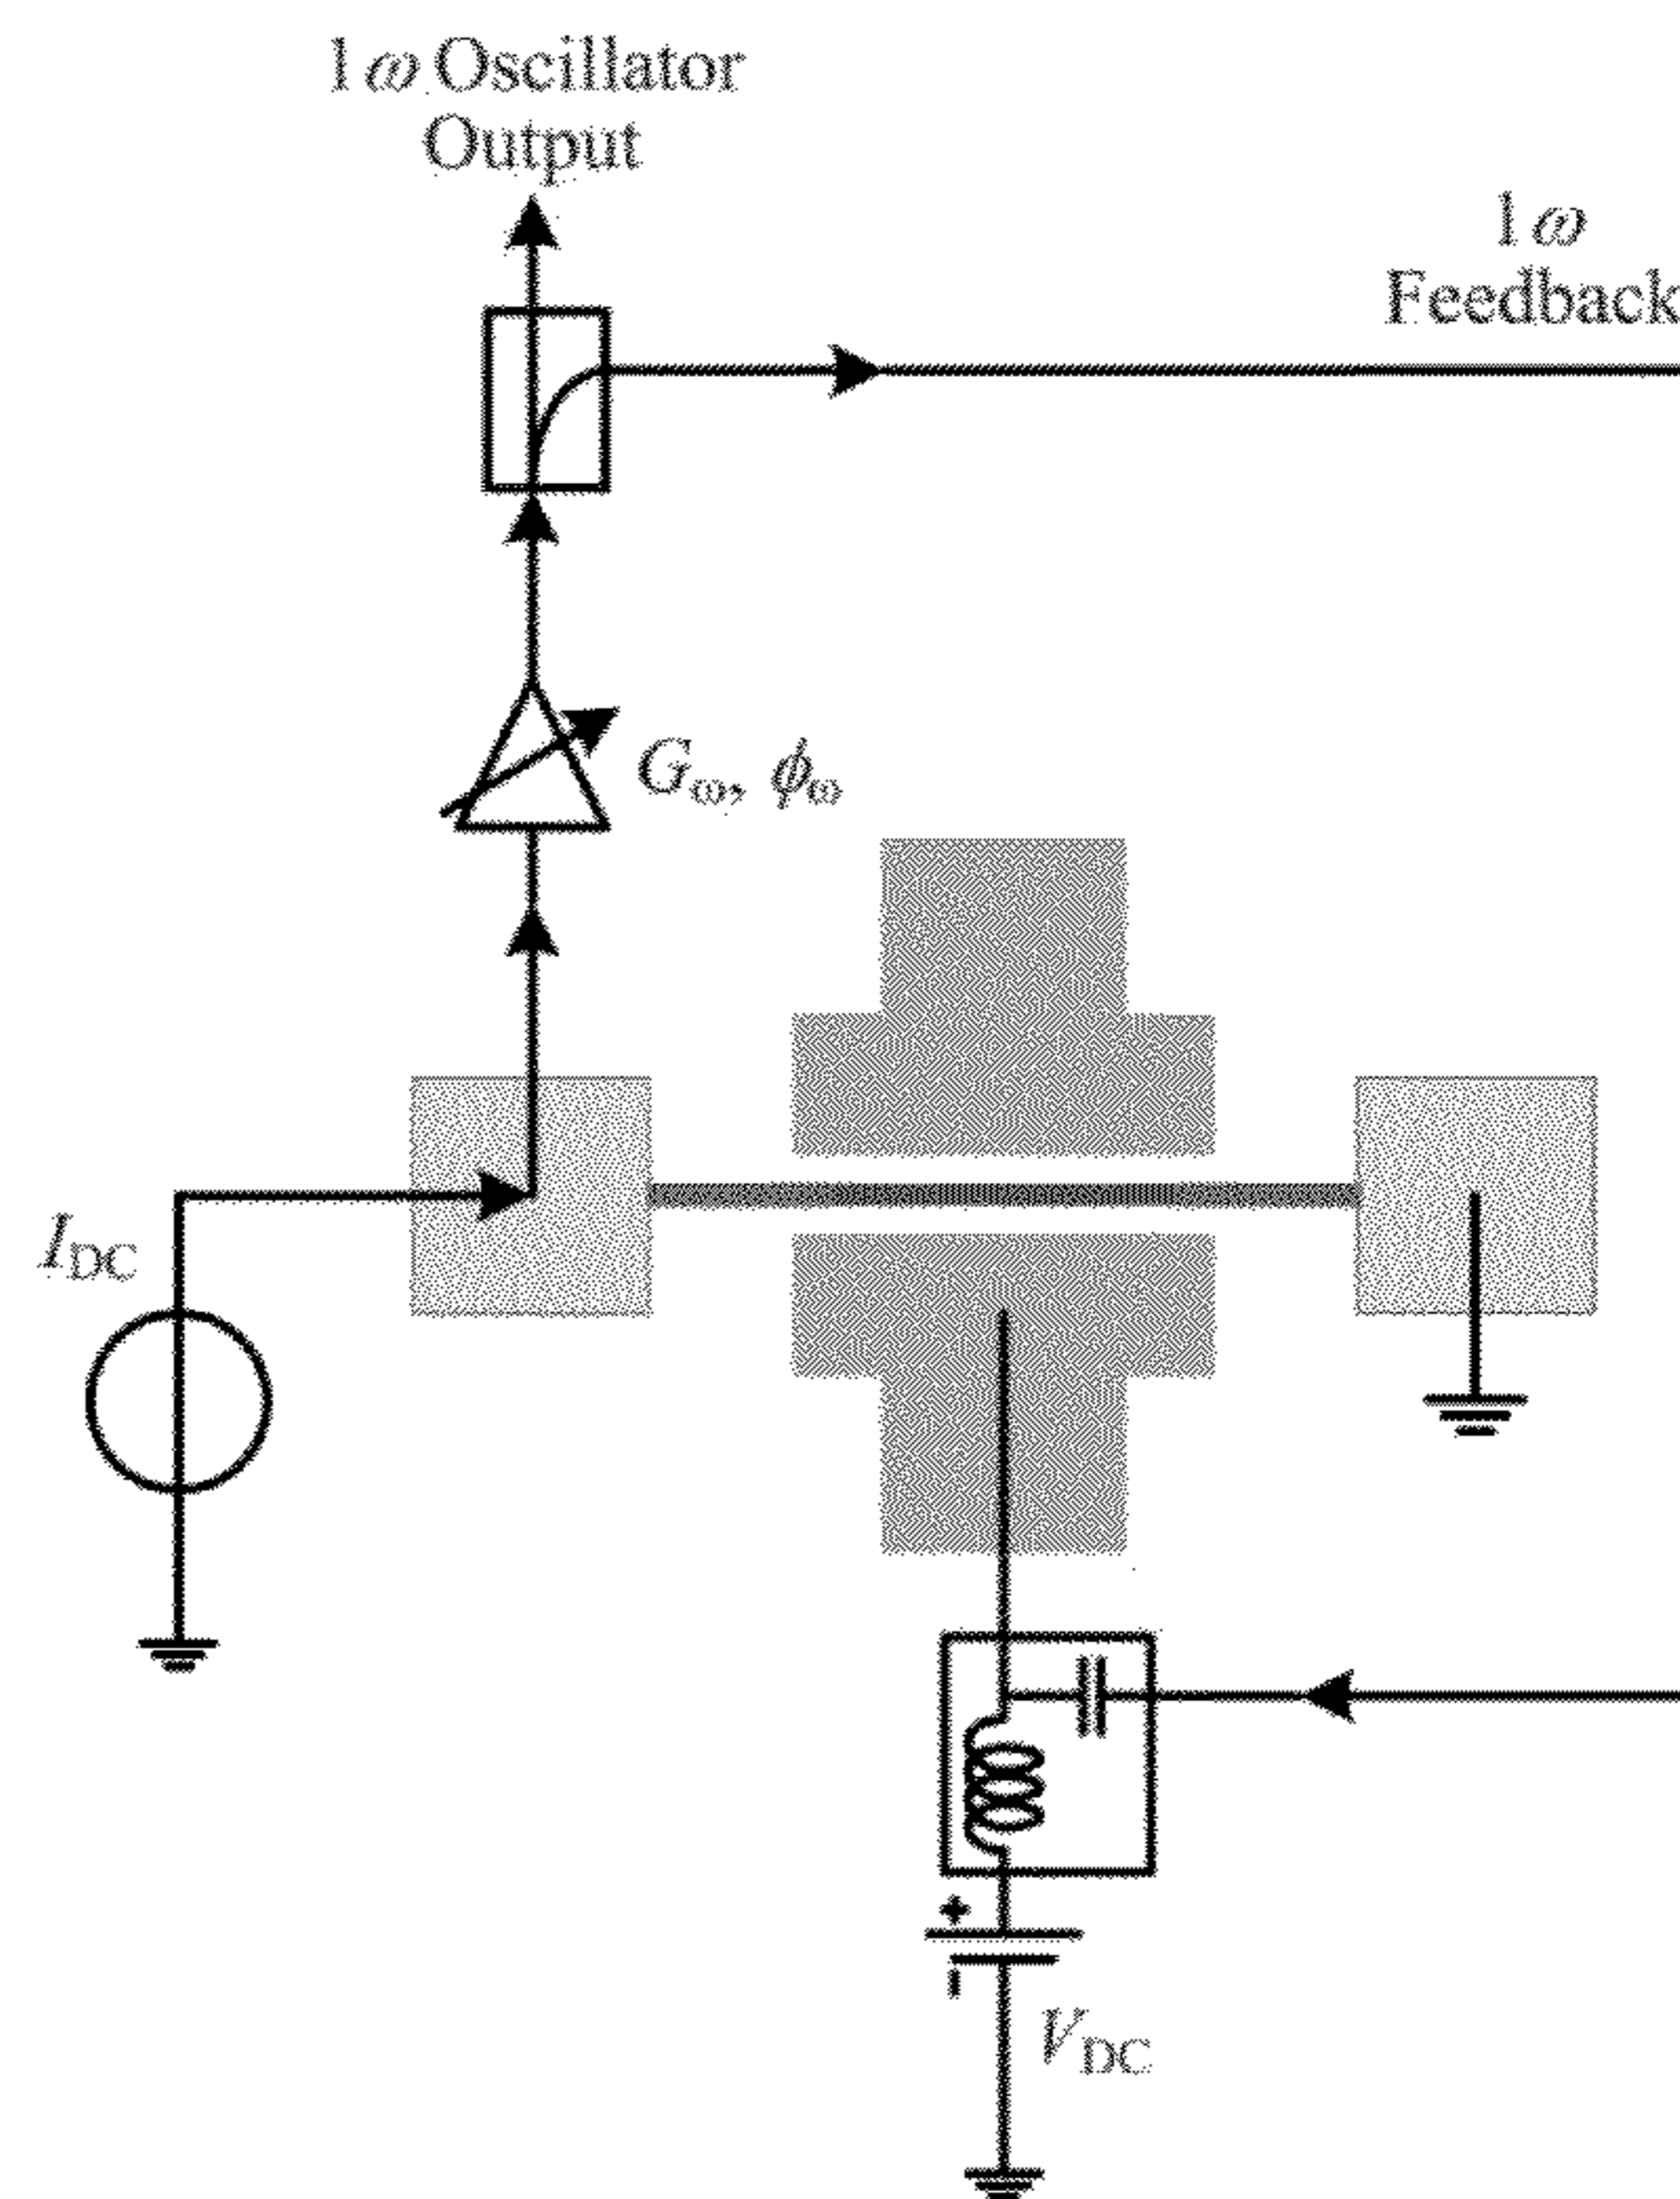 1ω Oscillator
Output
1ω
Feedback
Gω, ϕω
IDC
+
-
VDC